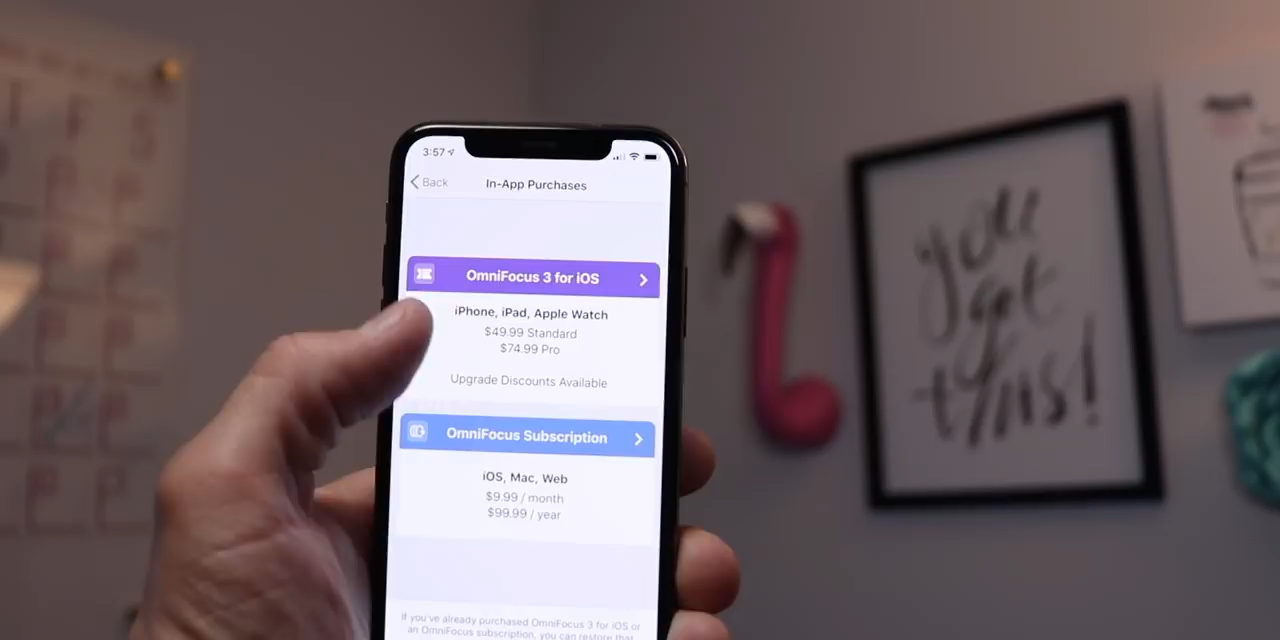 3:57
Back
In-App Purchases
OmniFocus 3 for iOS
iPhone, iPad, Apple Watch
$49.99 Standard
$74.99 Pro
Upgrade Discounts Available
OmniFocus Subscription
iOS, Mac, Web
$9.99 / month
$99.99 / year
If you've already purchased OmniFocus 3 for iOS or
an OmniFocus subscription, you can restore that
you
got
this!
T F S